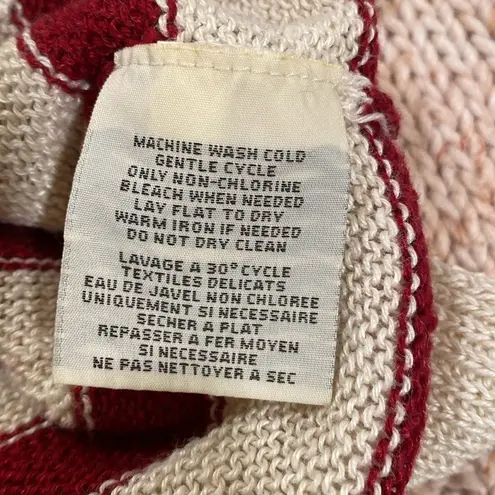 MACHINE WASH COLD
GENTLE CYCLE
ONLY NON-CHLORINE
BLEACH WHEN NEEDED
LAY FLAT TO DRY
WARM IRON IF NEEDED
DO NOT DRY CLEAN
LAVAGE A 30° CYCLE
TEXTILES DELICATS
EAU DE JAVEL NON CHLOREE
UNIQUEMENT SI NECESSAIRE
SECHER A PLAT
REPASSER A FER MOYEN
SI NECESSAIRE
NE PAS NETTOYER A SEC